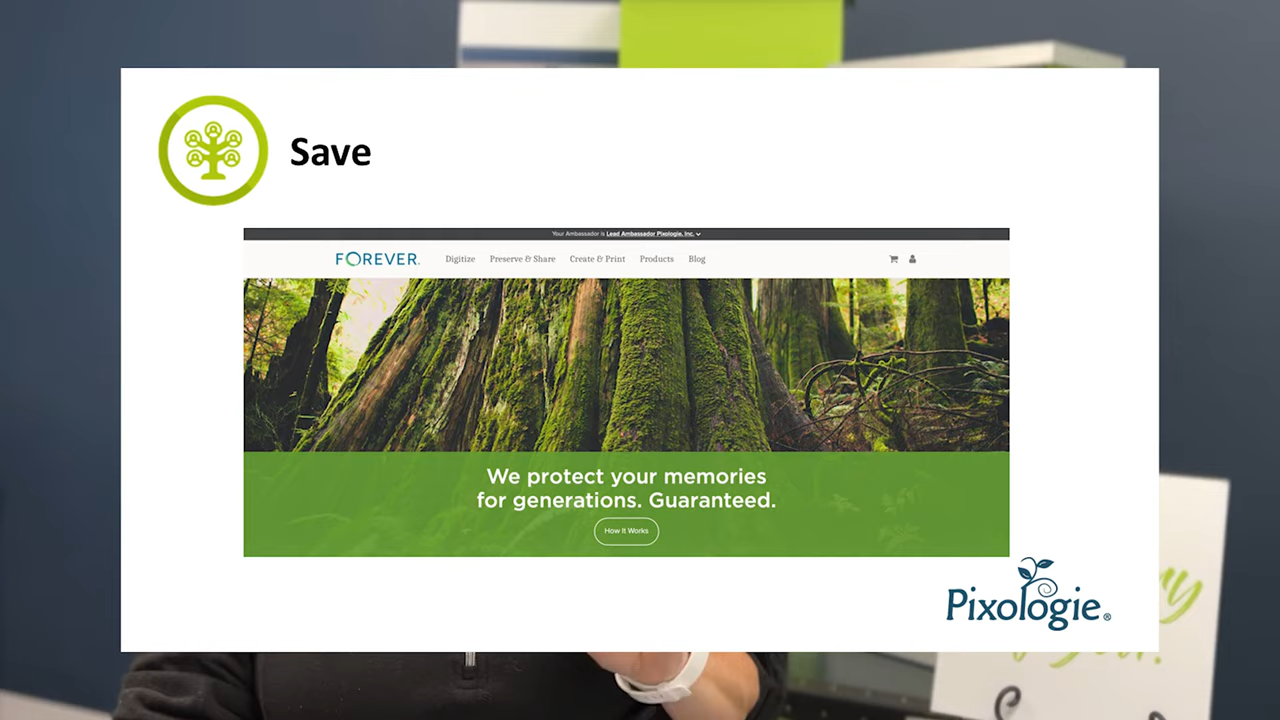 Save
Your Ambassador is Lead Ambassador Pixologie, Inc.
FOREVER.
Digitize Preserve & Share Create & Print Products Blog
We protect your memories
for generations. Guaranteed.
How It Works
Pixologie®